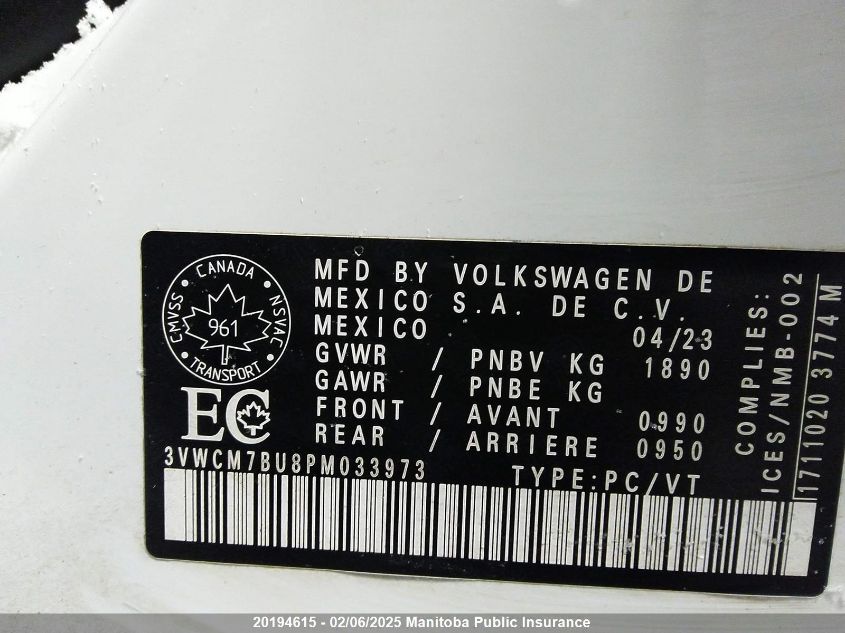 CANADA
CMVSS
NSVAC
961
TRANSPORT
EC
MFD BY VOLKSWAGEN DE
MEXICO S.A. DE C.V.
MEXICO 04/23
GVWR / PNBV KG 1890
GAWR / PNBE KG
FRONT / AVANT 0990
REAR / ARRIERE 0950
3VWCM7BU8PM033973 TYPE:PC/VT
COMPLIES:
ICES/NMB-002
1711020 3774 M
20194615 - 02/06/2025 Manitoba Public Insurance